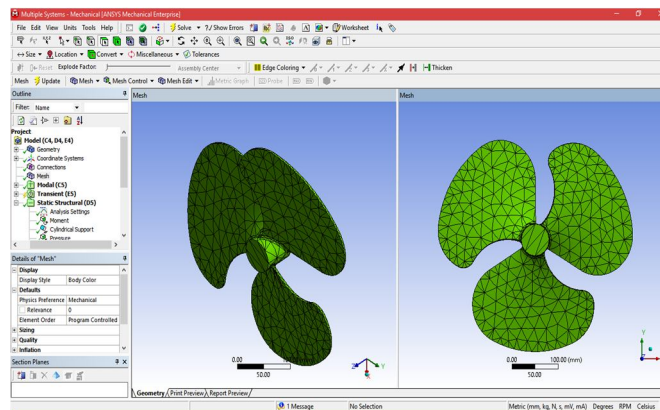 Multiple Systems - Mechanical [ANSYS Mechanical Enterprise]
File Edit View Units Tools Help Solve ?/ Show Errors Worksheet
Size Location Convert Miscellaneous Tolerances
Reset Explode Factor: Assembly Center Edge Coloring Thicken
Mesh Update Mesh Mesh Control Mesh Edit Metric Graph Probe
Outline
Filter: Name
Project
Model (C4, D4, E4)
Geometry
Coordinate Systems
Connections
Mesh
Modal (C5)
Transient (E5)
Static Structural (D5)
Analysis Settings
Moment
Cylindrical Support
Pressure
Details of "Mesh"
Display
Display Style Body Color
Defaults
Physics Preference Mechanical
Relevance 0
Element Order Program Controlled
Sizing
Quality
Inflation
Section Planes
Mesh
0.00
50.00
Z Y X
Mesh
0.00 100.00 (mm)
50.00
Y
Z
Geometry Print Preview Report Preview
1 Message No Selection Metric (mm, kg, N, s, mV, mA) Degrees RPM Celsius